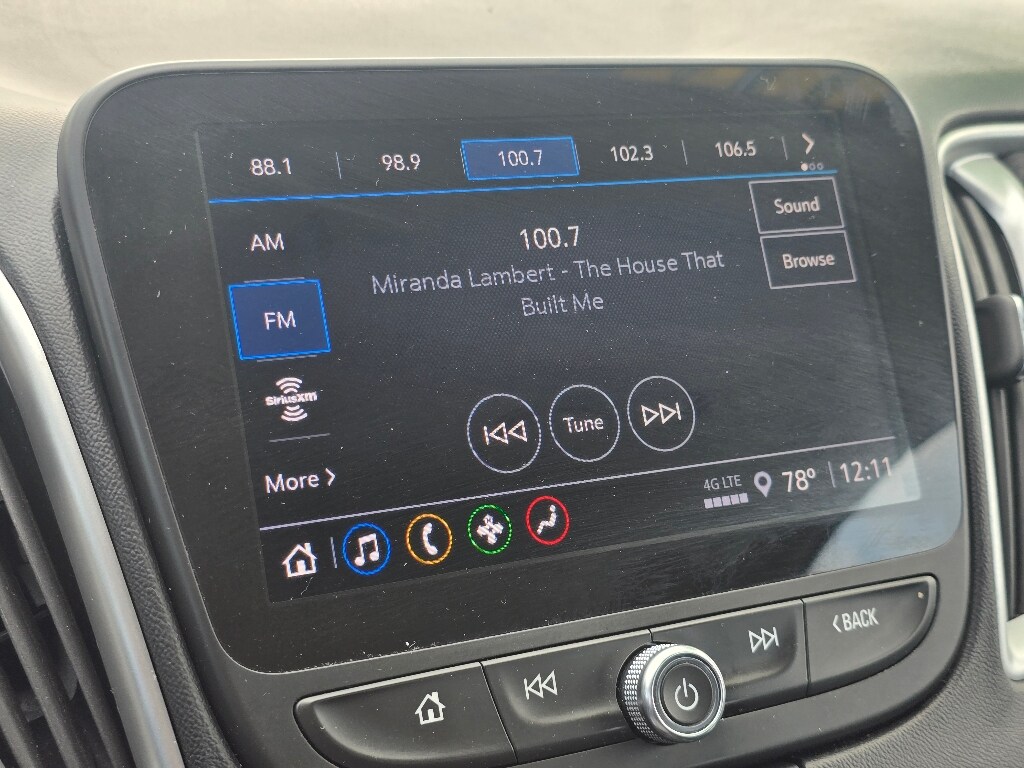 88.1 98.9 100.7 102.3 106.5
Sound
AM
100.7
Browse
Miranda Lambert - The House That
Built Me
FM
SiriusXM
Tune
More
4G LTE 78° 12:11
BACK